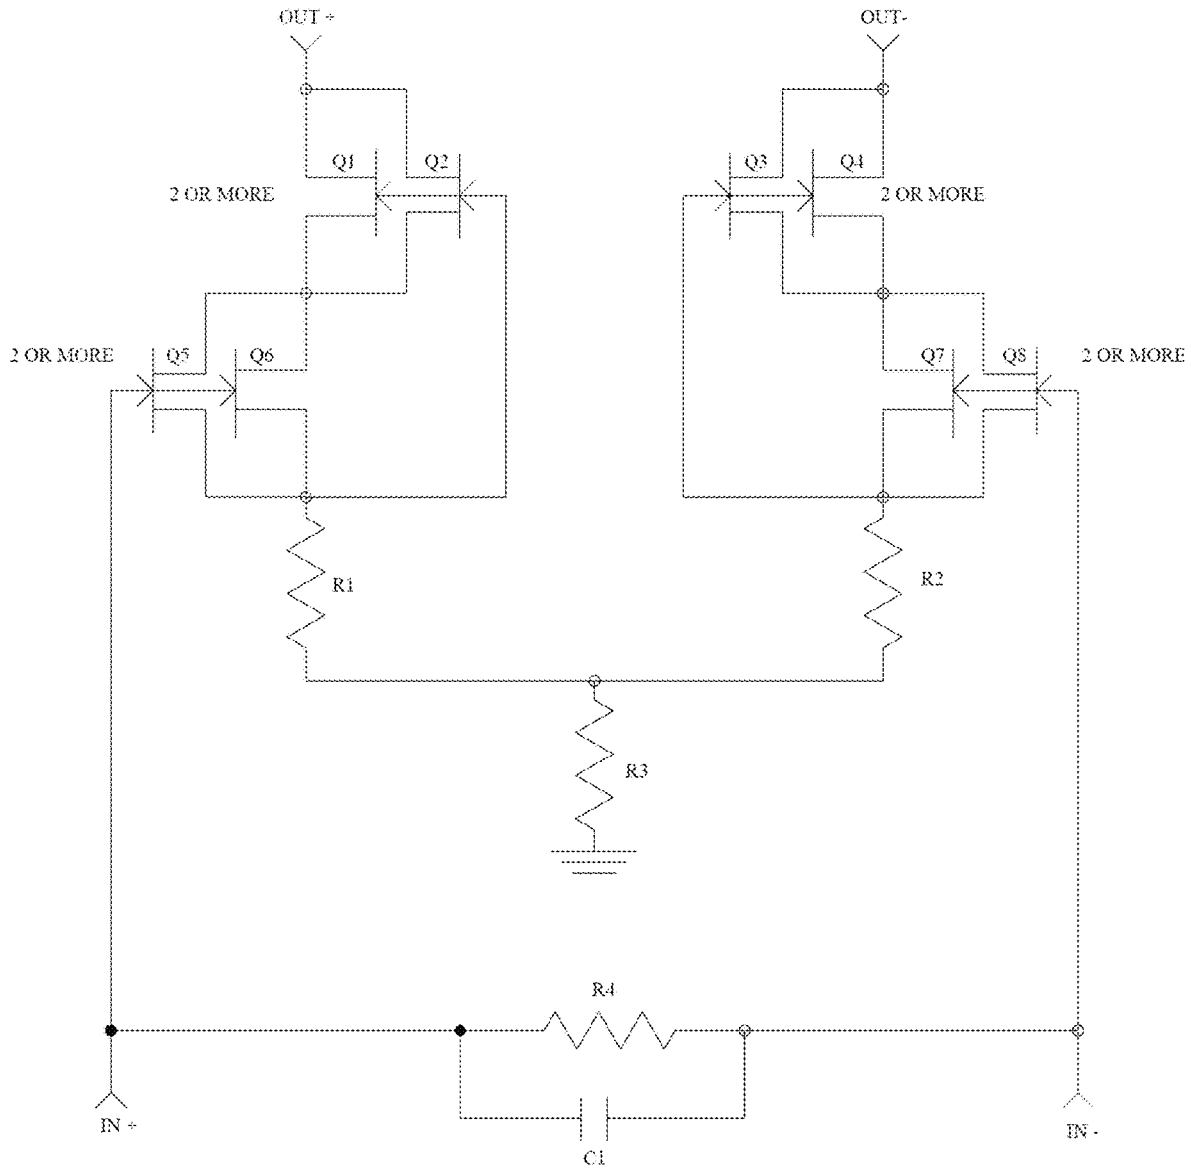 OUT +
OUT-
Q1
Q2
Q3
Q4
2 OR MORE
2 OR MORE
2 OR MORE
Q5
Q6
Q7
Q8
2 OR MORE
R1
R2
R3
R4
IN +
IN -
C1